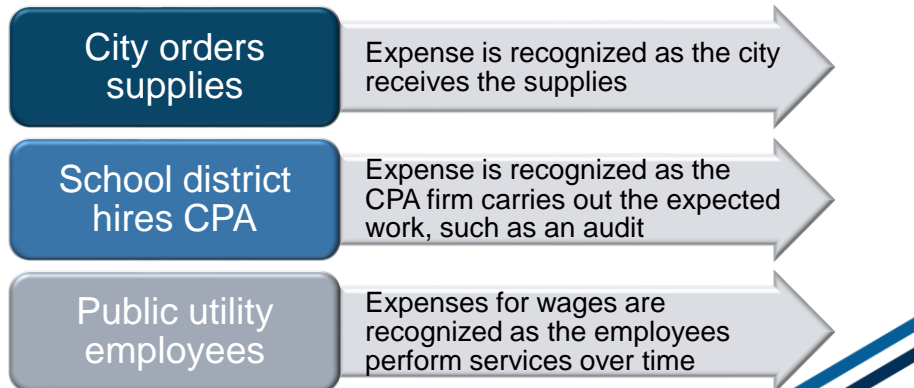 City orders
supplies
Expense is recognized as the city
receives the supplies
School district
hires CPA
Expense is recognized as the
CPA firm carries out the expected
work, such as an audit
Public utility
employees
Expenses for wages are
recognized as the employees
perform services over time